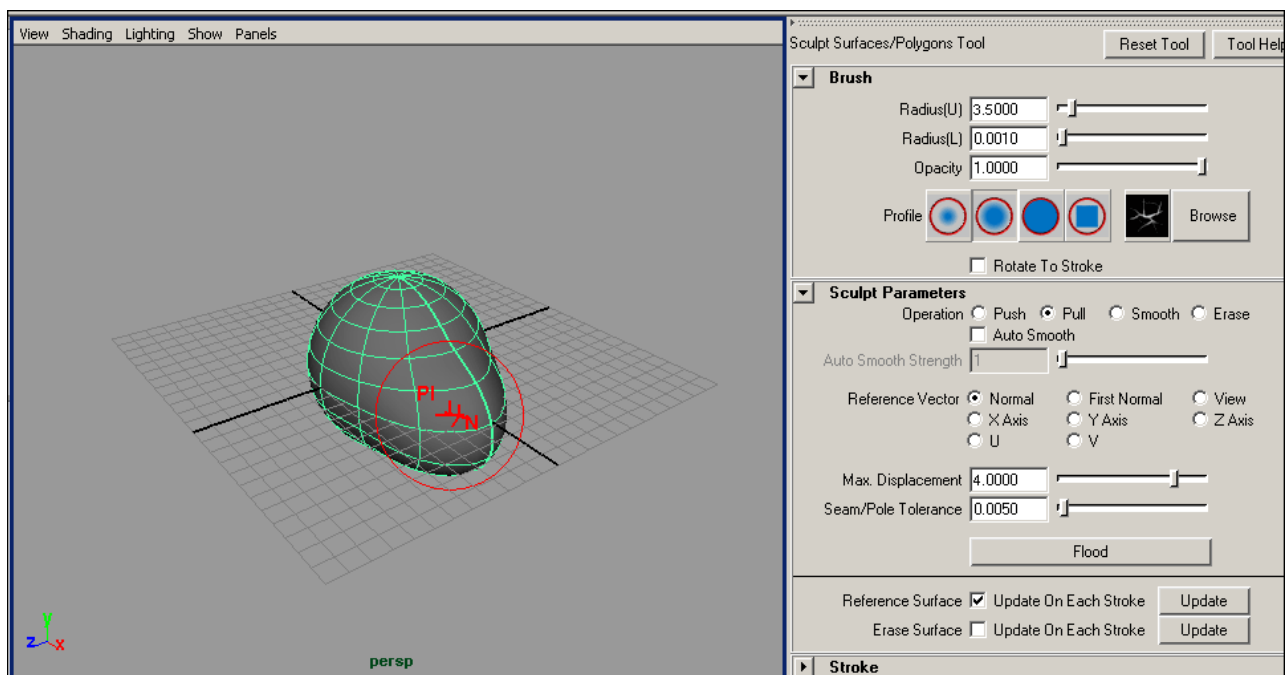 View Shading Lighting Show Panels
Sculpt Surfaces/Polygons Tool Reset Tool Tool Help
Brush
Radius(U) 3.5000
Radius(L) 0.0010
Opacity 1.0000
Profile Browse
Rotate To Stroke
Sculpt Parameters
Operation Push Pull Smooth Erase
Auto Smooth
Auto Smooth Strength 1
Reference Vector Normal First Normal View
X Axis Y Axis Z Axis
U V
Max. Displacement 4.0000
Seam/Pole Tolerance 0.0050
Flood
Reference Surface Update On Each Stroke Update
Erase Surface Update On Each Stroke Update
Stroke
Pl
N
y
z x
persp